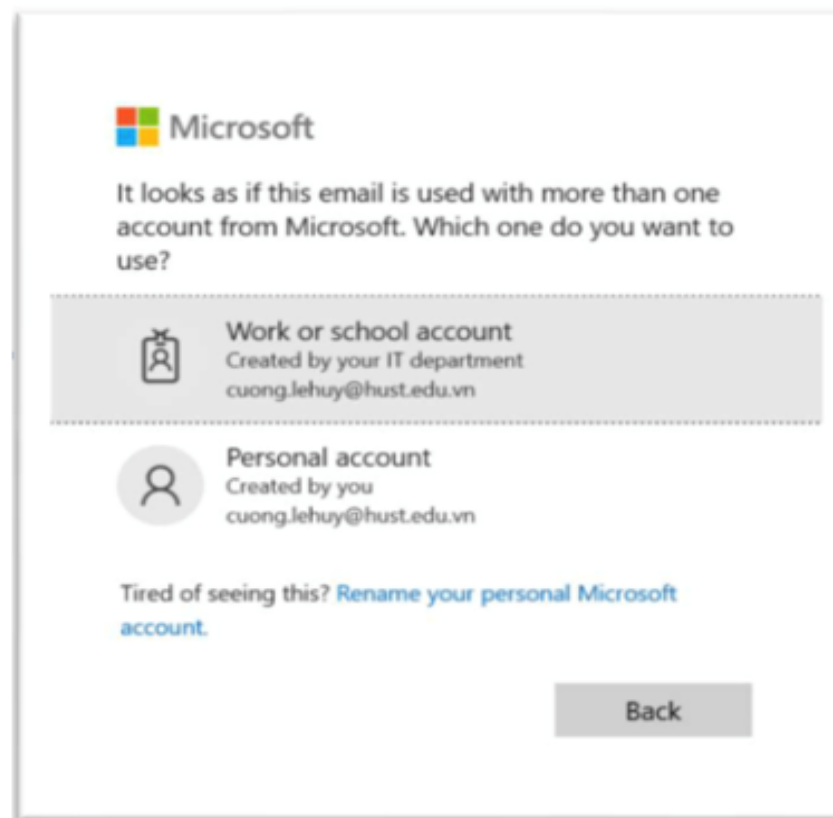 Microsoft
It looks as if this email is used with more than one
account from Microsoft. Which one do you want to
use?
Work or school account
Created by your IT department
cuong.lehuy@hust.edu.vn
Personal account
Created by you
cuong.lehuy@hust.edu.vn
Tired of seeing this? Rename your personal Microsoft
account.
Back